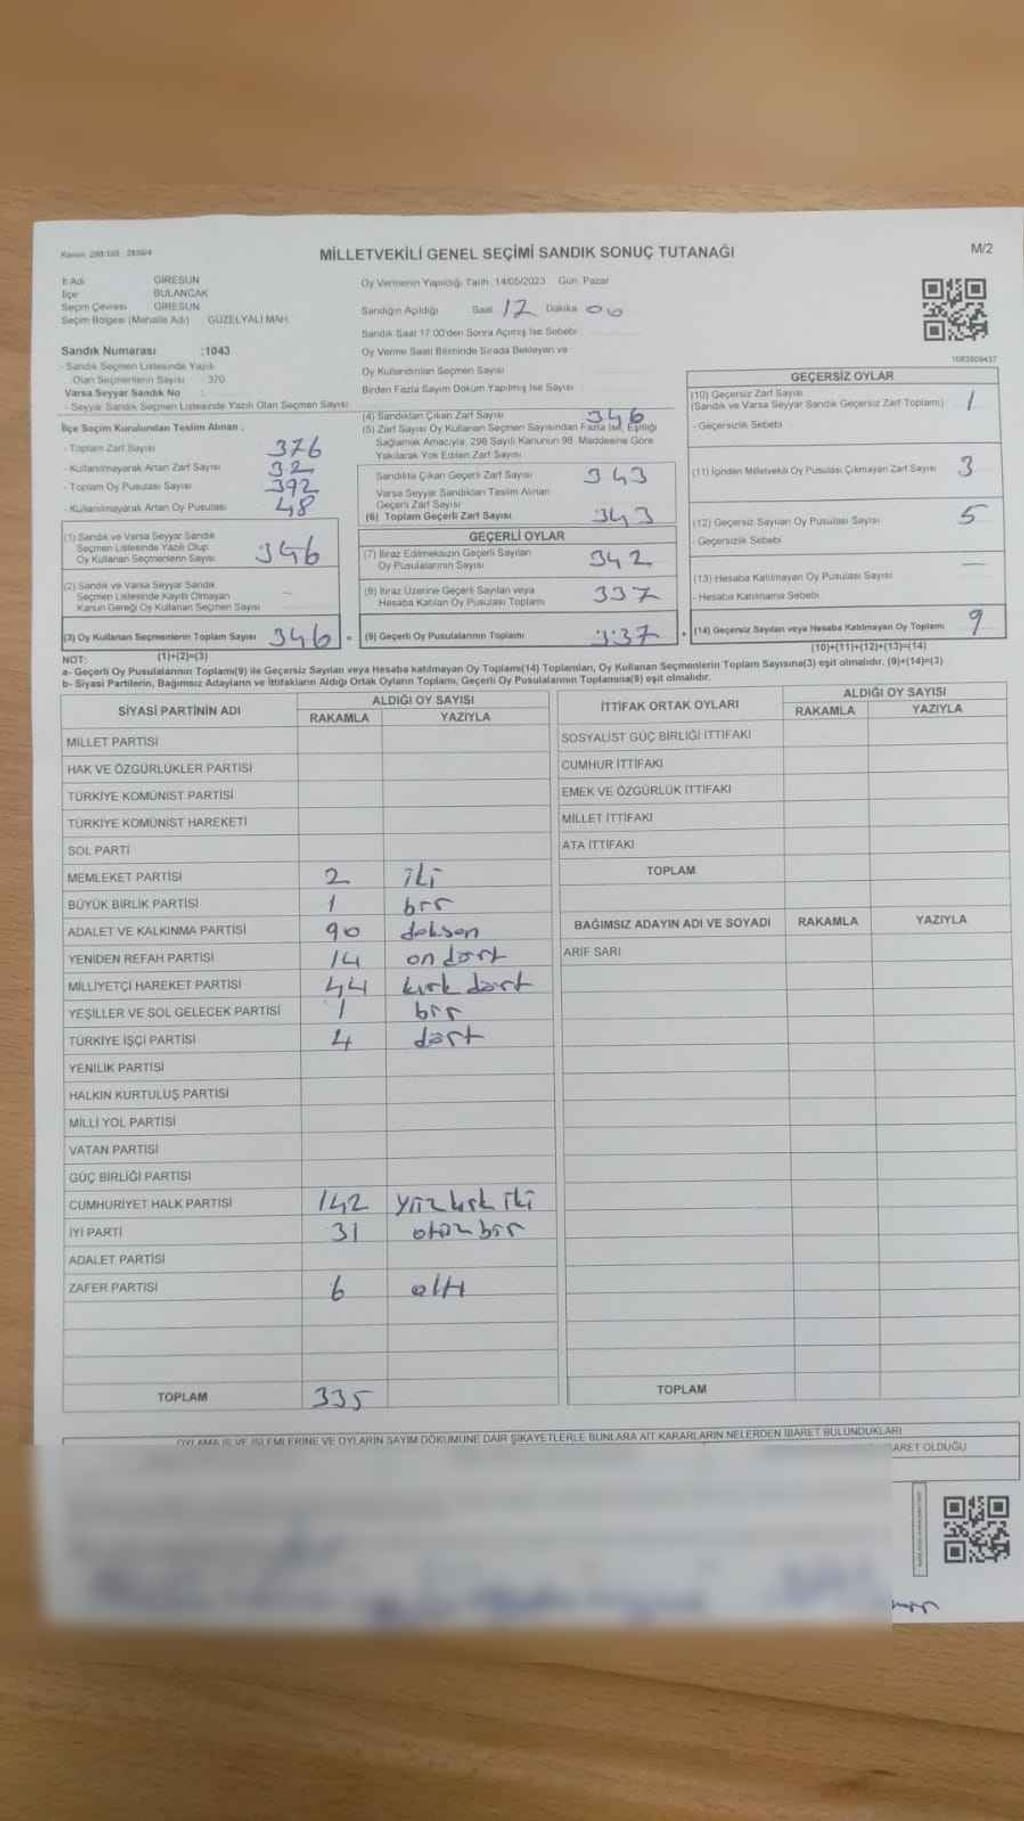 MİLLETVEKİLİ GENEL SEÇİMİ SANDIK SONUÇ TUTANAĞI
M/2
İl Adı GİRESUN
İlçe BULANCAK
Seçim Çevresi GİRESUN
Seçim Bölgesi (Mahalle Adı) GÜZELYALI MAH.
Sandık Numarası :1043
- Sandık Seçmen Listesinde Yazılı
Olan Seçmenlerin Sayısı : 370
Varsa Seyyar Sandık No
- Seyyar Sandık Seçmen Listesinde Yazılı Olan Seçmen Sayısı
İlçe Seçim Kurulundan Teslim Alınan :
- Toplam Zarf Sayısı 376
- Kullanılmayarak Artan Zarf Sayısı 32
- Toplam Oy Pusulası Sayısı 392
- Kullanılmayarak Artan Oy Pusulası 48
(1) Sandık ve Varsa Seyyar Sandık
Seçmen Listesinde Yazılı Olup
Oy Kullanan Seçmenlerin Sayısı 346
(2) Sandık ve Varsa Seyyar Sandık
Seçmen Listesinde Kayıtlı Olmayan
Kanun Gereği Oy Kullanan Seçmen Sayısı –
(3) Oy Kullanan Seçmenlerin Toplam Sayısı 346
(1)+(2)=(3)
Oy Vermenin Yapıldığı Tarih: 14/05/2023 Gün: Pazar
Sandığın Açıldığı Saat 17 Dakika 00
Sandık Saat 17:00'den Sonra Açılmış İse Sebebi
Oy Verme Saati Bitiminde Sırada Bekleyen ve
Oy Kullandırılan Seçmen Sayısı
Birden Fazla Sayım Döküm Yapılmış İse Sayısı
(4) Sandıktan Çıkan Zarf Sayısı 346
(5) Zarf Sayısı Oy Kullanan Seçmen Sayısından Fazla İse, Eşitliği
Sağlamak Amacıyla, 298 Sayılı Kanunun 98. Maddesine Göre
Yakılarak Yok Edilen Zarf Sayısı
Sandıkta Çıkan Geçerli Zarf Sayısı 343
Varsa Seyyar Sandıktan Teslim Alınan
Geçerli Zarf Sayısı
(6) Toplam Geçerli Zarf Sayısı 343
GEÇERLİ OYLAR
(7) İtiraz Edilmeksizin Geçerli Sayılan
Oy Pusulalarının Sayısı 342
(8) İtiraz Üzerine Geçerli Sayılan veya
Hesaba Katılan Oy Pusulası Toplamı 337
(9) Geçerli Oy Pusulalarının Toplamı 337
GEÇERSİZ OYLAR
(10) Geçersiz Zarf Sayısı
(Sandık ve Varsa Seyyar Sandık Geçersiz Zarf Toplamı) 1
- Geçersizlik Sebebi
(11) İçinden Milletvekili Oy Pusulası Çıkmayan Zarf Sayısı 3
(12) Geçersiz Sayılan Oy Pusulası Sayısı 5
- Geçersizlik Sebebi
(13) Hesaba Katılmayan Oy Pusulası Sayısı –
- Hesaba Katılmama Sebebi
(14) Geçersiz Sayılan veya Hesaba Katılmayan Oy Toplamı 9
(10)+(11)+(12)+(13)=(14)
NOT:
a- Geçerli Oy Pusulalarının Toplamı(9) ile Geçersiz Sayılan veya Hesaba katılmayan Oy Toplamı(14) Toplamları, Oy Kullanan Seçmenlerin Toplam Sayısına(3) eşit olmalıdır. (9)+(14)=(3)
b- Siyasi Partilerin, Bağımsız Adayların ve İttifakların Aldığı Ortak Oyların Toplamı, Geçerli Oy Pusulalarının Toplamına(9) eşit olmalıdır.
SİYASİ PARTİNİN ADI ALDIĞI OY SAYISI
RAKAMLA YAZIYLA
MİLLET PARTİSİ
HAK VE ÖZGÜRLÜKLER PARTİSİ
TÜRKİYE KOMÜNİST PARTİSİ
TÜRKİYE KOMÜNİST HAREKETİ
SOL PARTİ
MEMLEKET PARTİSİ 2 iki
BÜYÜK BİRLİK PARTİSİ 1 bir
ADALET VE KALKINMA PARTİSİ 90 doksan
YENİDEN REFAH PARTİSİ 14 on dört
MİLLİYETÇİ HAREKET PARTİSİ 44 kırk dört
YEŞİLLER VE SOL GELECEK PARTİSİ 1 bir
TÜRKİYE İŞÇİ PARTİSİ 4 dört
YENİLİK PARTİSİ
HALKIN KURTULUŞ PARTİSİ
MİLLİ YOL PARTİSİ
VATAN PARTİSİ
GÜÇ BİRLİĞİ PARTİSİ
CUMHURİYET HALK PARTİSİ 142 yüz kırk iki
İYİ PARTİ 31 otuz bir
ADALET PARTİSİ
ZAFER PARTİSİ 6 altı
TOPLAM 335
İTTİFAK ORTAK OYLARI ALDIĞI OY SAYISI
RAKAMLA YAZIYLA
SOSYALİST GÜÇ BİRLİĞİ İTTİFAKI
CUMHUR İTTİFAKI
EMEK VE ÖZGÜRLÜK İTTİFAKI
MİLLET İTTİFAKI
ATA İTTİFAKI
TOPLAM
BAĞIMSIZ ADAYIN ADI VE SOYADI RAKAMLA YAZIYLA
ARİF SARI
TOPLAM
OYLAMA İŞ VE İŞLEMLERİNE VE OYLARIN SAYIM DÖKÜMÜNE DAİR ŞİKAYETLERLE BUNLARA AİT KARARLARIN NELERDEN İBARET BULUNDUKLARI
ARET OLDUĞU